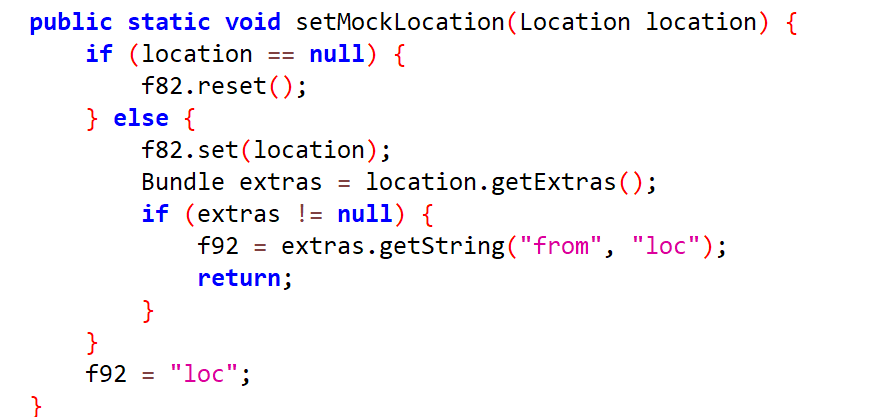 public static void setMockLocation(Location location) {
    if (location == null) {
        f82.reset();
    } else {
        f82.set(location);
        Bundle extras = location.getExtras();
        if (extras != null) {
            f92 = extras.getString("from", "loc");
            return;
        }
    }
    f92 = "loc";
}